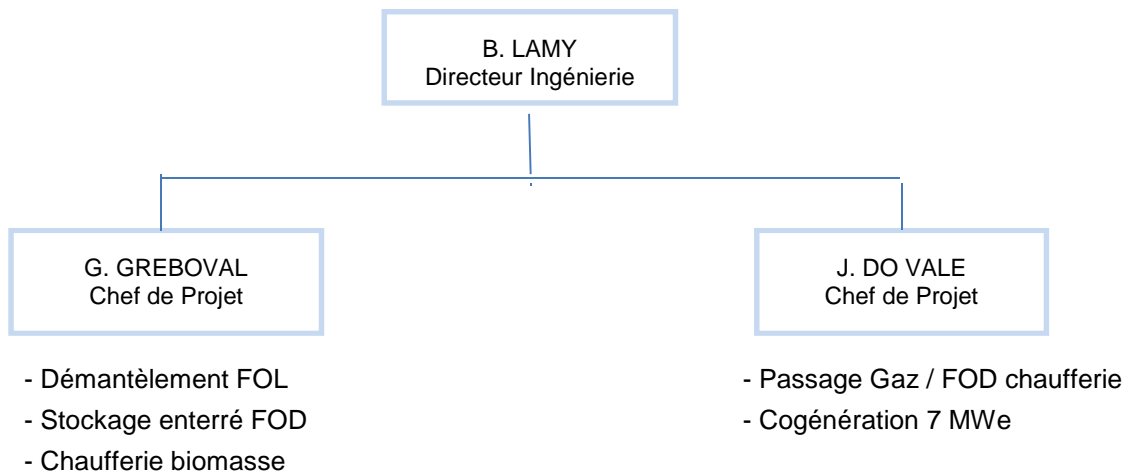 B. LAMY
Directeur Ingénierie
G. GREBOVAL
Chef de Projet
J. DO VALE
Chef de Projet
- Démantèlement FOL
- Stockage enterré FOD
- Chaufferie biomasse
- Passage Gaz / FOD chaufferie
- Cogénération 7 MWe